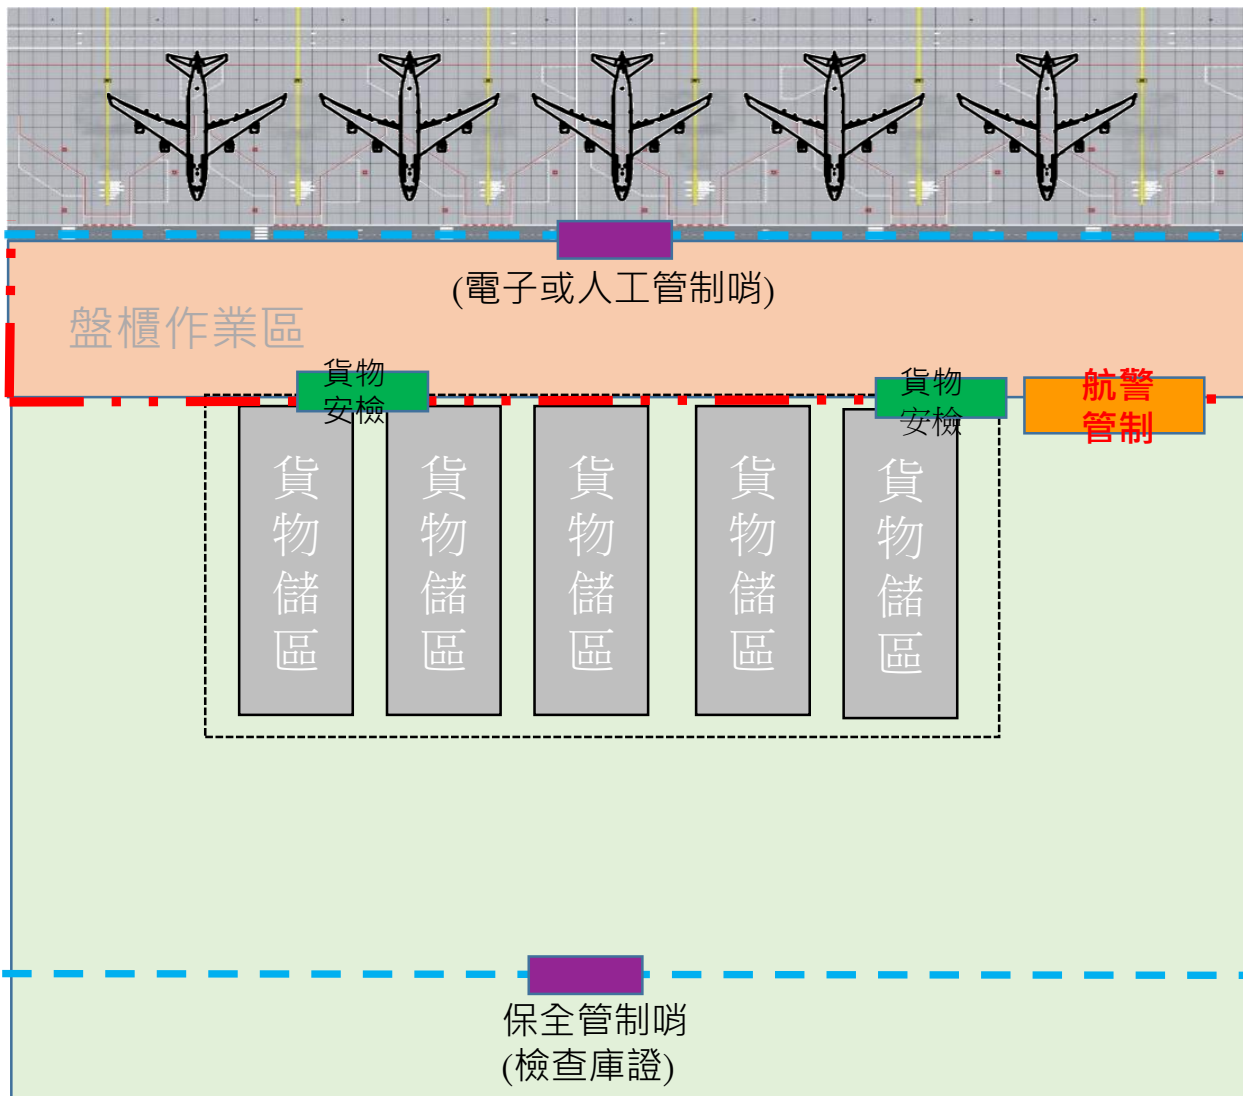 (電子或人工管制哨)
盤櫃作業區
貨物
安檢
貨物
安檢
航警
管制
貨物儲區
貨物儲區
貨物儲區
貨物儲區
貨物儲區
保全管制哨
(檢查庫證)